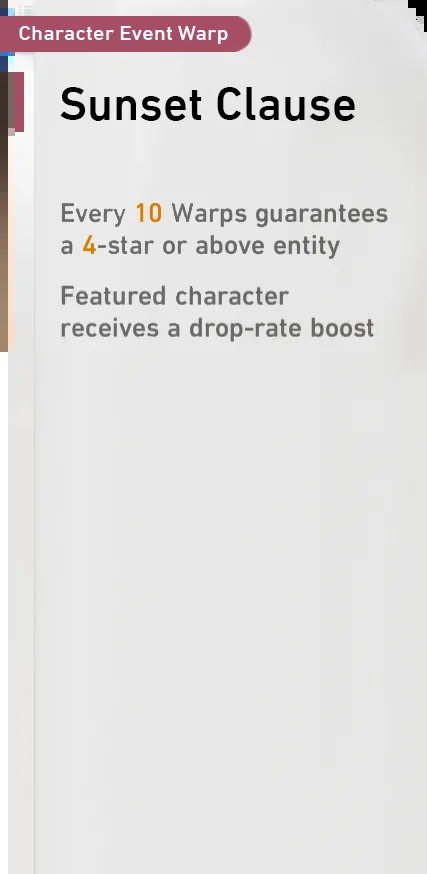 Character Event Warp
Sunset Clause
Every 10 Warps guarantees
a 4-star or above entity
Featured character
receives a drop-rate boost